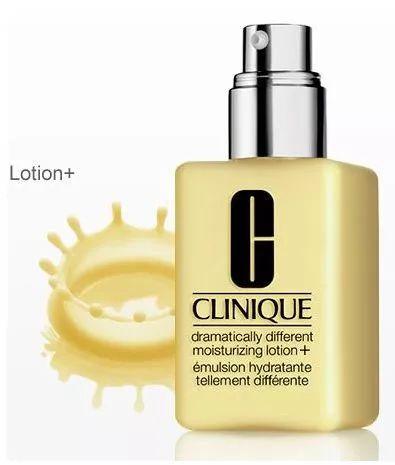 Lotion+
C
CLINIQUE
dramatically different
moisturizing lotion+
émulsion hydratante
tellement différente